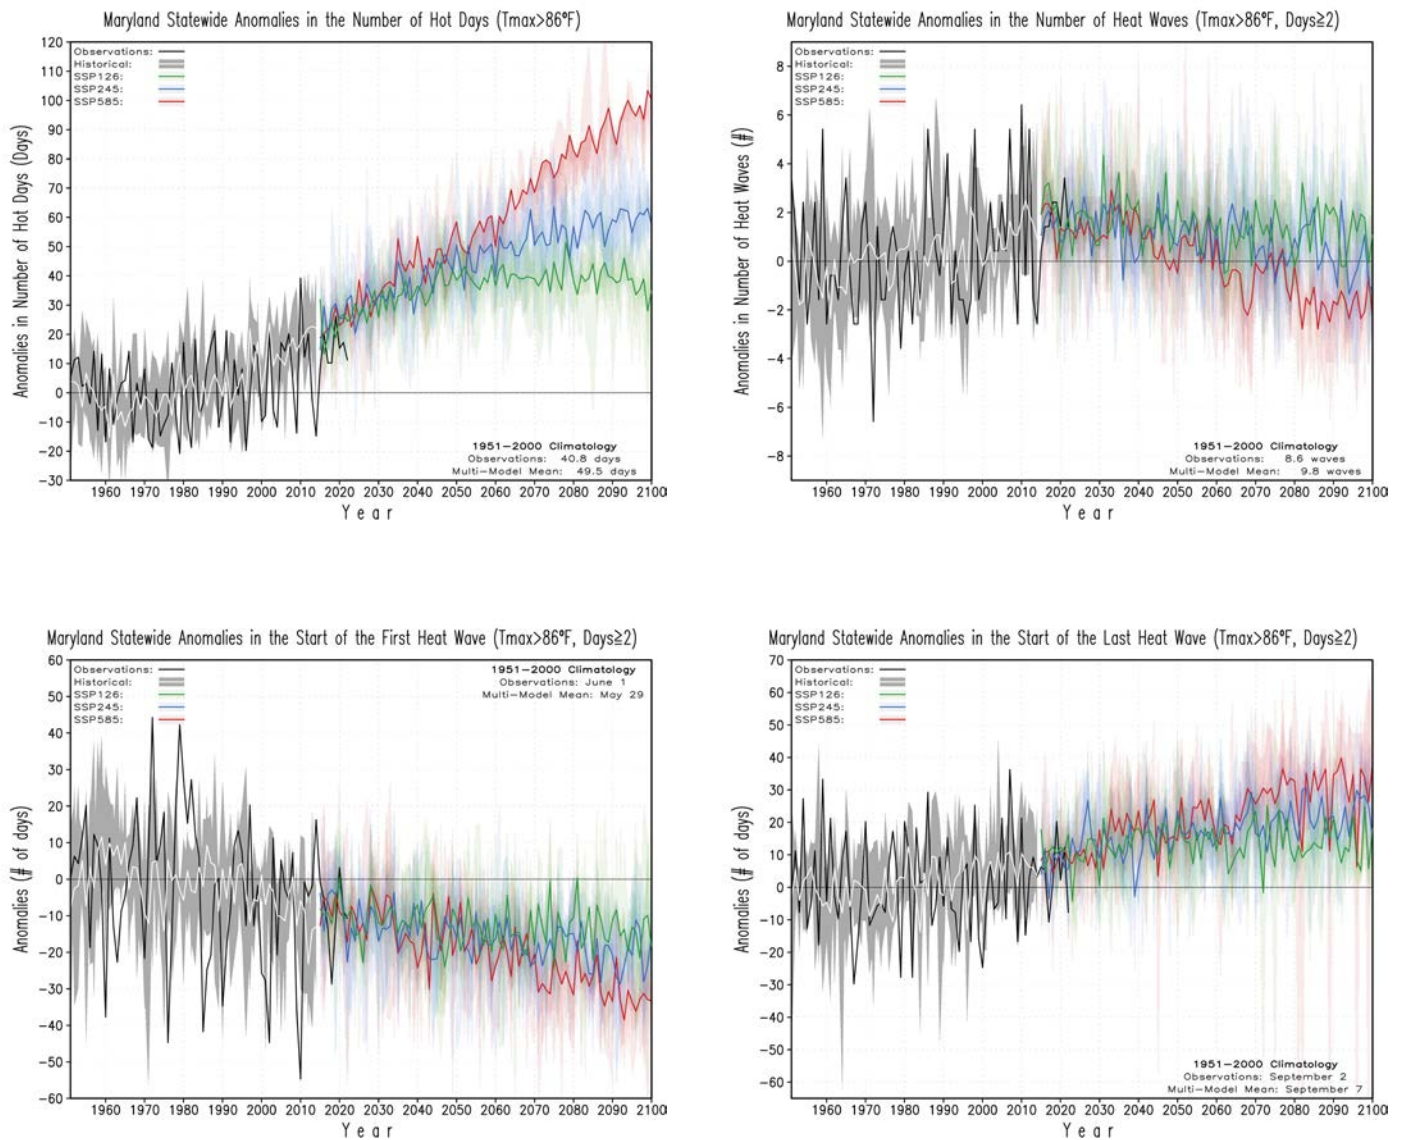 Maryland Statewide Anomalies in the Number of Hot Days (Tmax>86ºF)
120
110
100
90
80
70
60
50
40
30
20
10
0
−10
−20
−30
Anomalies in Number of Hot Days (Days)
Observations:
Historical:
SSP126:
SSP245:
SSP585:
1951−2000 Climatology
Observations: 40.8 days
Multi−Model Mean: 49.5 days
1960 1970 1980 1990 2000 2010 2020 2030 2040 2050 2060 2070 2080 2090 2100
Year
Maryland Statewide Anomalies in the Number of Heat Waves (Tmax>86ºF, Days≥2)
8
6
4
2
0
−2
−4
−6
−8
Anomalies in Number of Heat Waves (#)
Observations:
Historical:
SSP126:
SSP245:
SSP585:
1951−2000 Climatology
Observations: 8.6 waves
Multi−Model Mean: 9.8 waves
1960 1970 1980 1990 2000 2010 2020 2030 2040 2050 2060 2070 2080 2090 2100
Year
Maryland Statewide Anomalies in the Start of the First Heat Wave (Tmax>86ºF, Days≥2)
60
50
40
30
20
10
0
−10
−20
−30
−40
−50
−60
Anomalies (# of days)
Observations:
Historical:
SSP126:
SSP245:
SSP585:
1951−2000 Climatology
Observations: June 1
Multi−Model Mean: May 29
1960 1970 1980 1990 2000 2010 2020 2030 2040 2050 2060 2070 2080 2090 2100
Year
Maryland Statewide Anomalies in the Start of the Last Heat Wave (Tmax>86ºF, Days≥2)
70
60
50
40
30
20
10
0
−10
−20
−30
−40
−50
−60
Anomalies (# of days)
Observations:
Historical:
SSP126:
SSP245:
SSP585:
1951−2000 Climatology
Observations: September 2
Multi−Model Mean: September 7
1960 1970 1980 1990 2000 2010 2020 2030 2040 2050 2060 2070 2080 2090 2100
Year